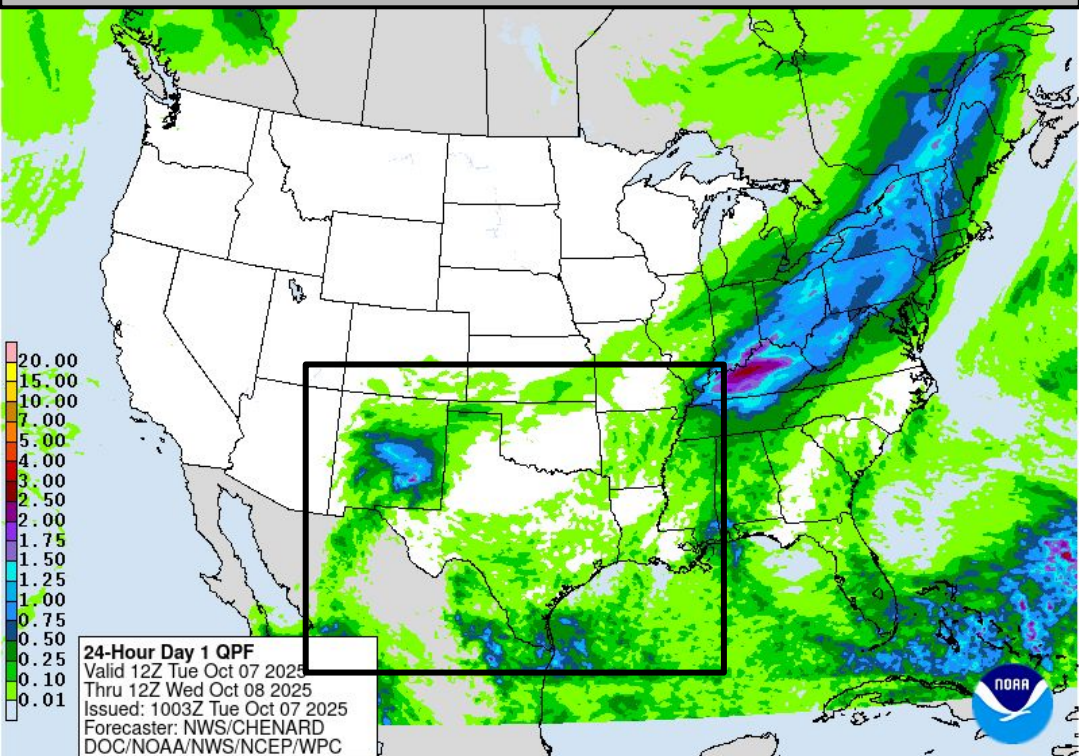 20.00
15.00
10.00
7.00
5.00
4.00
3.00
2.50
2.00
1.75
1.50
1.25
1.00
0.75
0.50
0.25
0.10
0.01
24-Hour Day 1 QPF
Valid 12Z Tue Oct 07 2025
Thru 12Z Wed Oct 08 2025
Issued: 1003Z Tue Oct 07 2025
Forecaster: NWS/CHENARD
DOC/NOAA/NWS/NCEP/WPC
NOAA